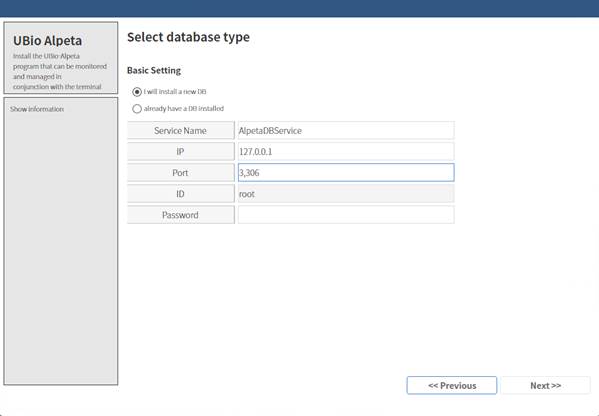 UBio Alpeta
Install the UBio-Alpeta
program that can be monitored
and managed in
conjunction with the terminal
Show information
Select database type
Basic Setting
I will install a new DB
already have a DB installed
Service Name AlpetaDBService
IP 127.0.0.1
Port 3,306
ID root
Password
<< Previous Next >>